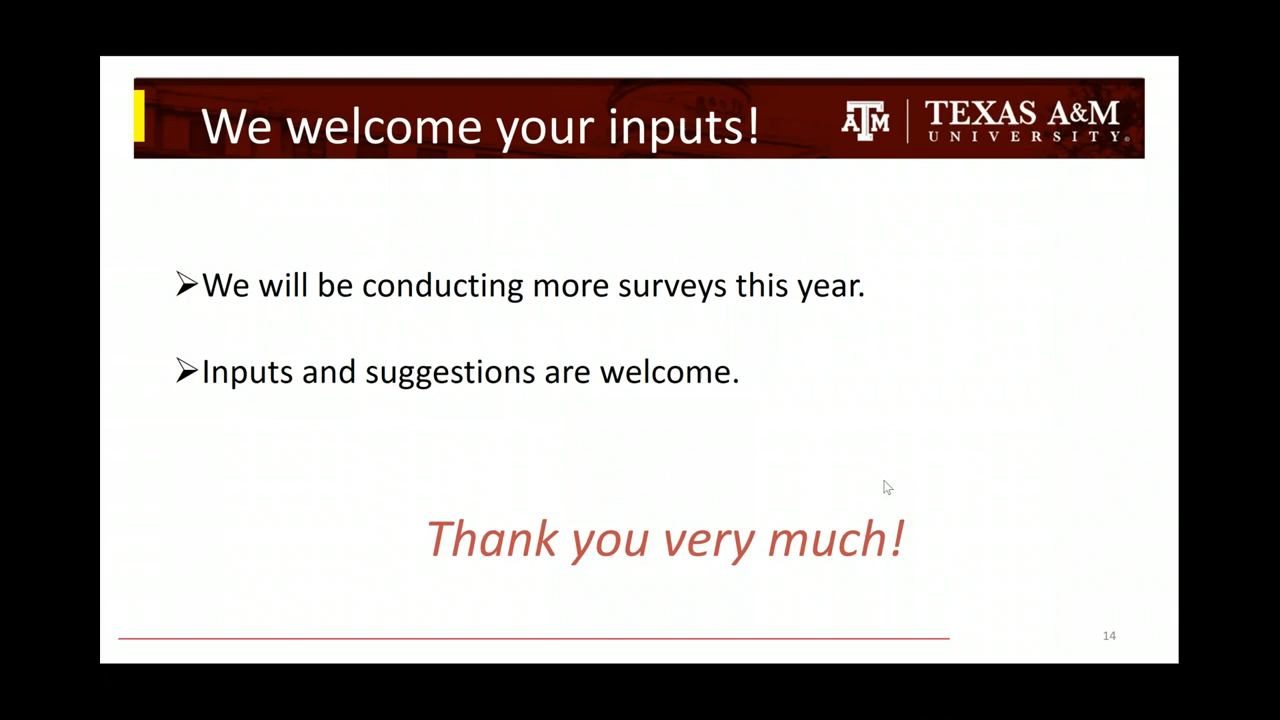 We welcome your inputs!
ATM
TEXAS A&M
UNIVERSITY®
➢We will be conducting more surveys this year.
➢Inputs and suggestions are welcome.
Thank you very much!
14